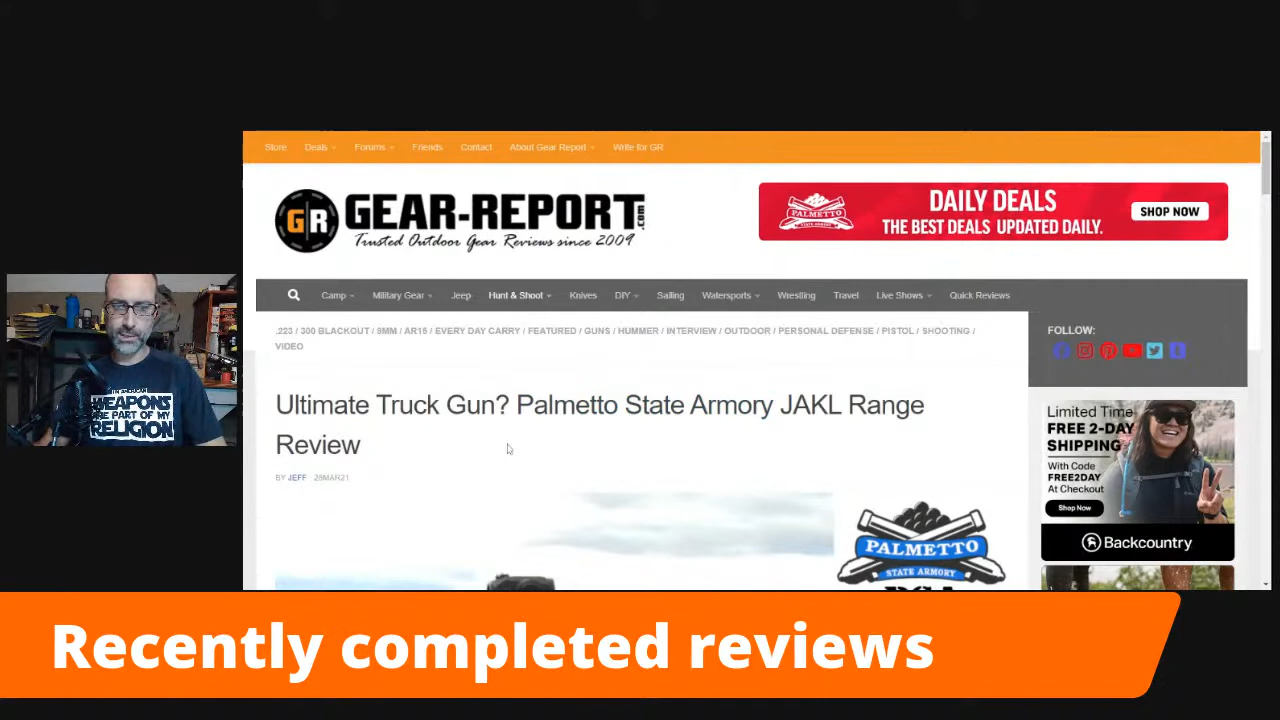 Store Deals Forums Friends Contact About Gear Report Write for GR
GR GEAR-REPORT.com
Trusted Outdoor Gear Reviews since 2009
PALMETTO
STATE ARMORY
DAILY DEALS
THE BEST DEALS UPDATED DAILY.
SHOP NOW
Camp Military Gear Jeep Hunt & Shoot Knives DIY Sailing Watersports Wrestling Travel Live Shows Quick Reviews
.223 / 300 BLACKOUT / 9MM / AR15 / EVERY DAY CARRY / FEATURED / GUNS / HUMMER / INTERVIEW / OUTDOOR / PERSONAL DEFENSE / PISTOL / SHOOTING /
VIDEO
FOLLOW:
Ultimate Truck Gun? Palmetto State Armory JAKL Range
Review
BY JEFF 28MAR21
PALMETTO
STATE ARMORY
Limited Time
FREE 2-DAY
SHIPPING
With Code
FREE2DAY
At Checkout
Shop Now
Backcountry
WEAPONS
ARE PART OF MY
RELIGION
Recently completed reviews